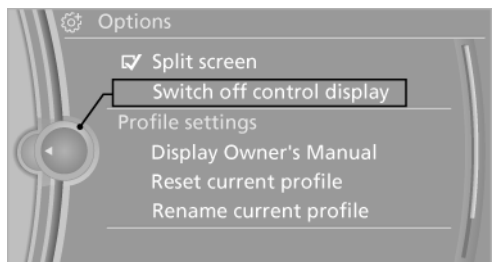 Options
Split screen
Switch off control display
Profile settings
Display Owner's Manual
Reset current profile
Rename current profile